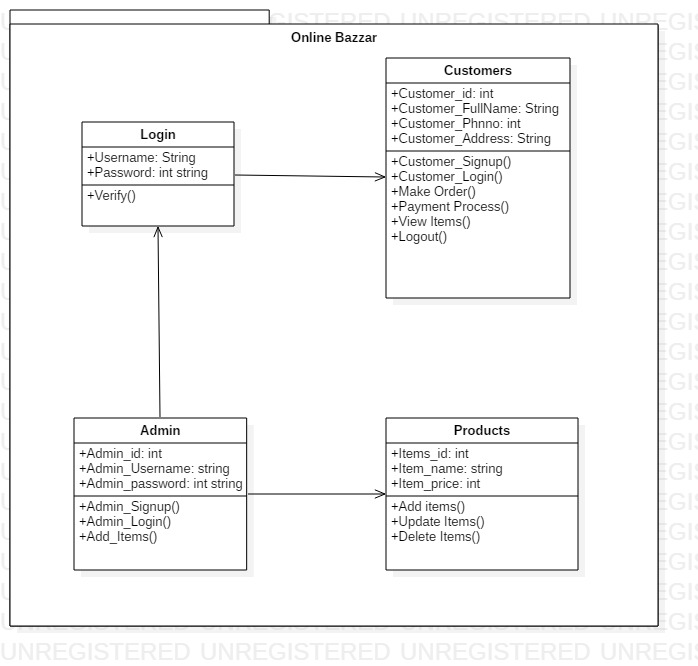 Online Bazzar
Customers
+Customer_id: int
+Customer_FullName: String
+Customer_Phnno: int
+Customer_Address: String
+Customer_Signup()
+Customer_Login()
+Make Order()
+Payment Process()
+View Items()
+Logout()
Login
+Username: String
+Password: int string
+Verify()
Admin
+Admin_id: int
+Admin_Username: string
+Admin_password: int string
+Admin_Signup()
+Admin_Login()
+Add_Items()
Products
+Items_id: int
+Item_name: string
+Item_price: int
+Add items()
+Update Items()
+Delete Items()
UNREGISTERED UNREGISTERED UNREGISTERED UNREGIS